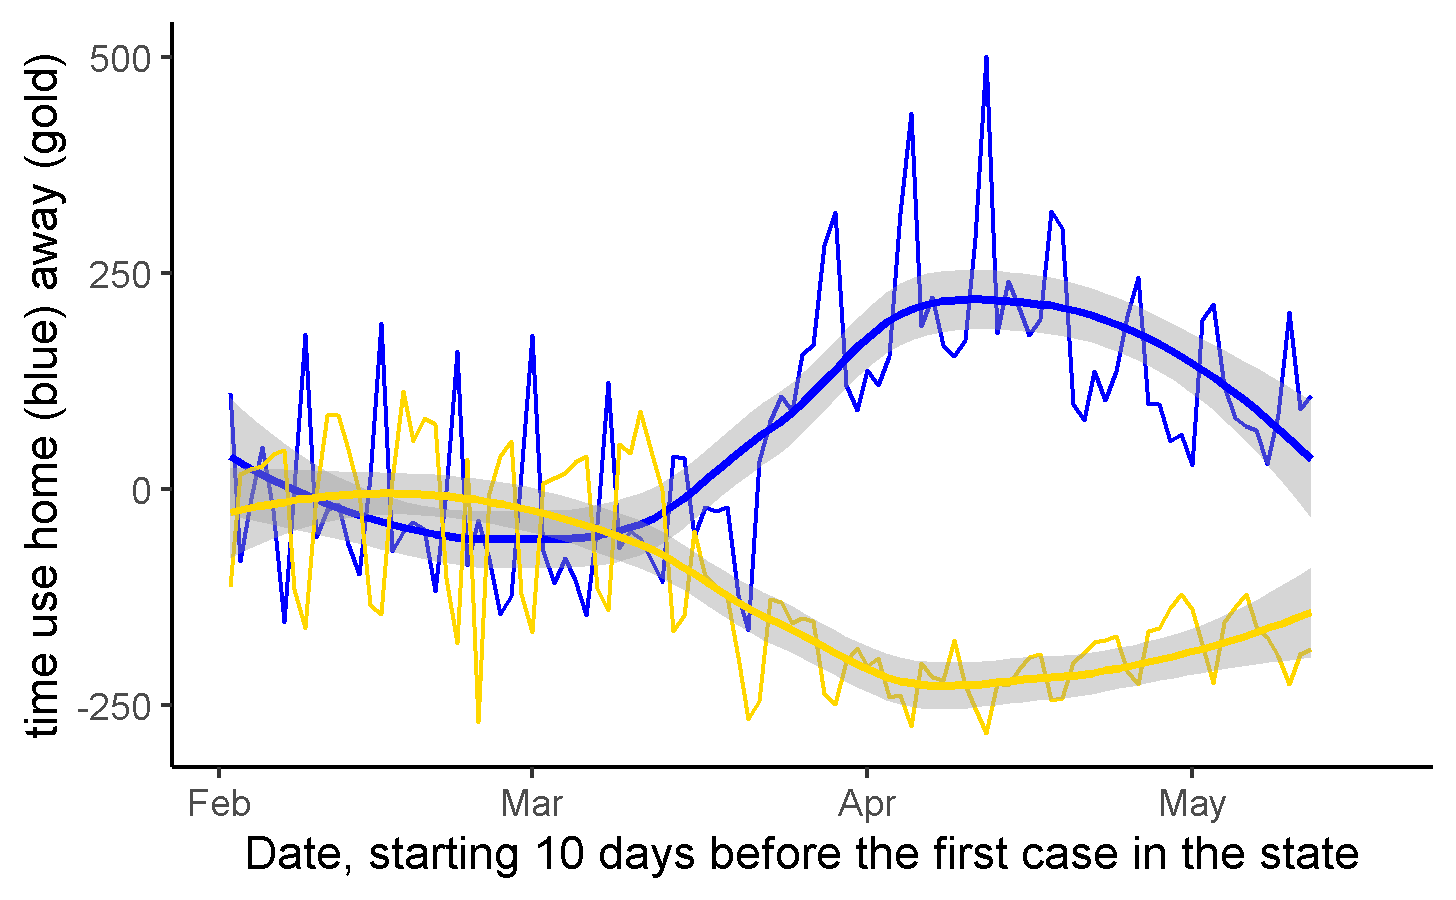 time use home (blue) away (gold)
500
250
0
-250
Feb
Mar
Apr
May
Date, starting 10 days before the first case in the state